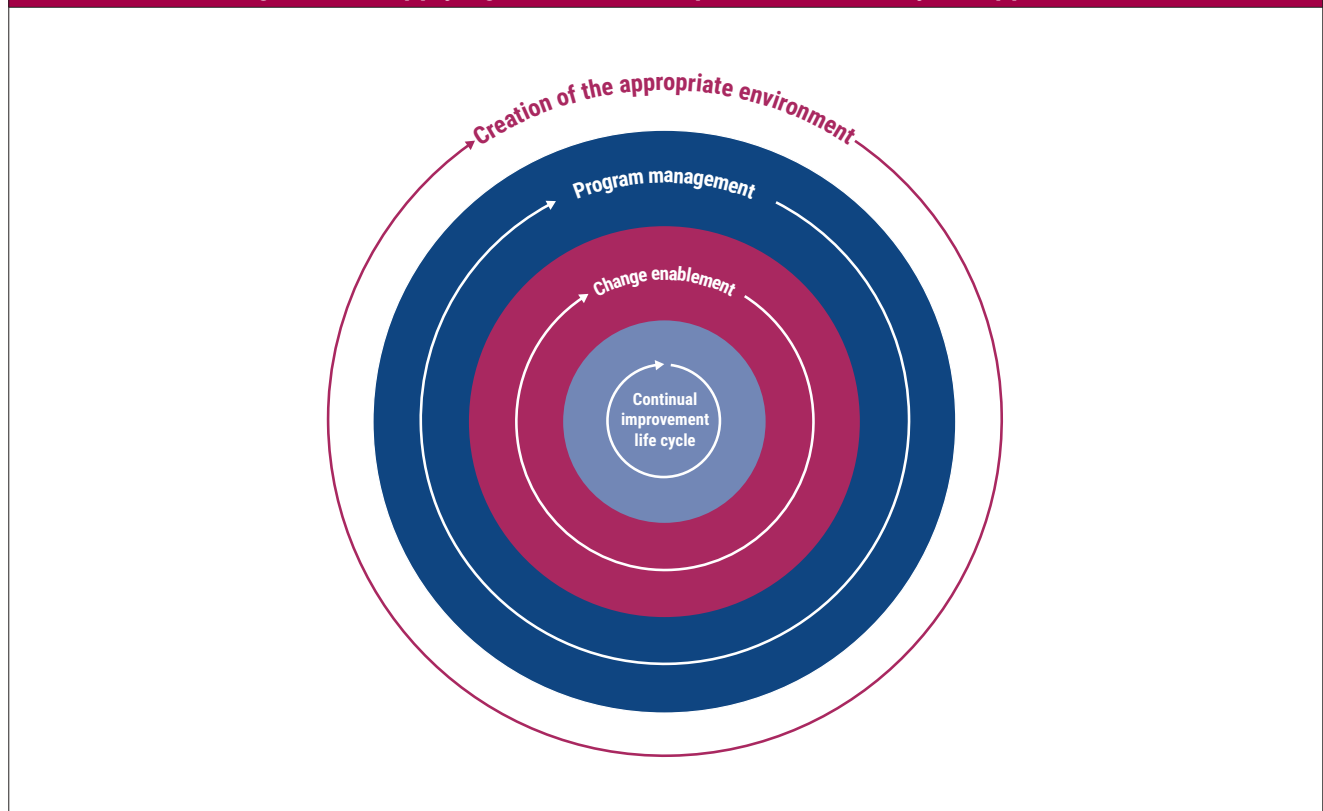 Creation of the appropriate environment
Program management
Change enablement
Continual
improvement
life cycle